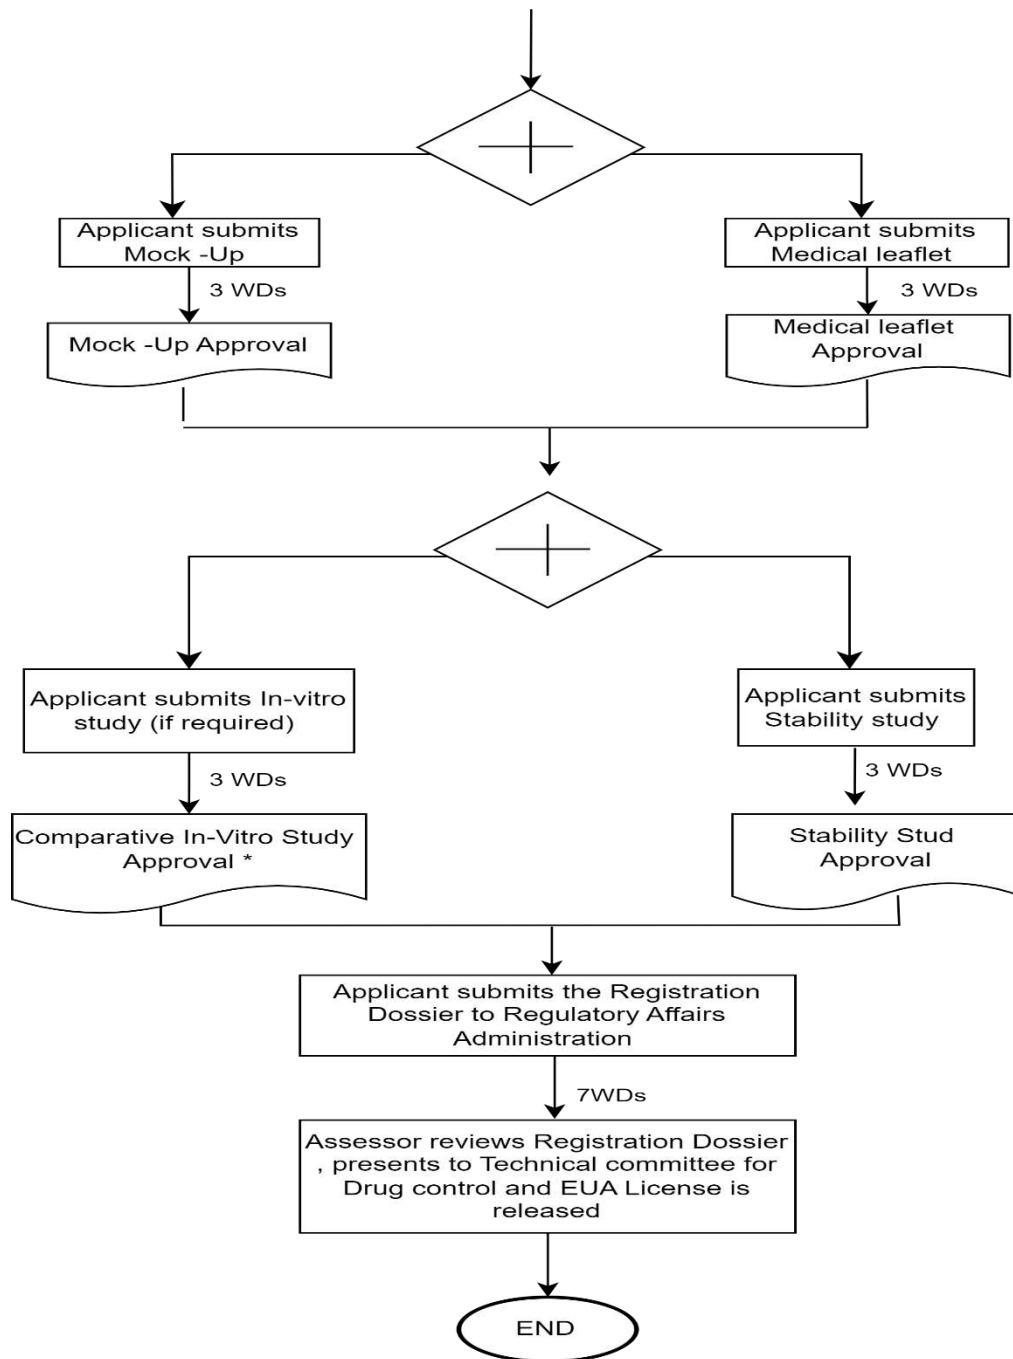 Applicant submits
Mock -Up
Applicant submits
Medical leaflet
3 WDs
3 WDs
Mock -Up Approval
Medical leaflet
Approval
Applicant submits In-vitro
study (if required)
Applicant submits
Stability study
3 WDs
3 WDs
Comparative In-Vitro Study
Approval *
Stability Stud
Approval
Applicant submits the Registration
Dossier to Regulatory Affairs
Administration
7WDs
Assessor reviews Registration Dossier
, presents to Technical committee for
Drug control and EUA License is
released
END